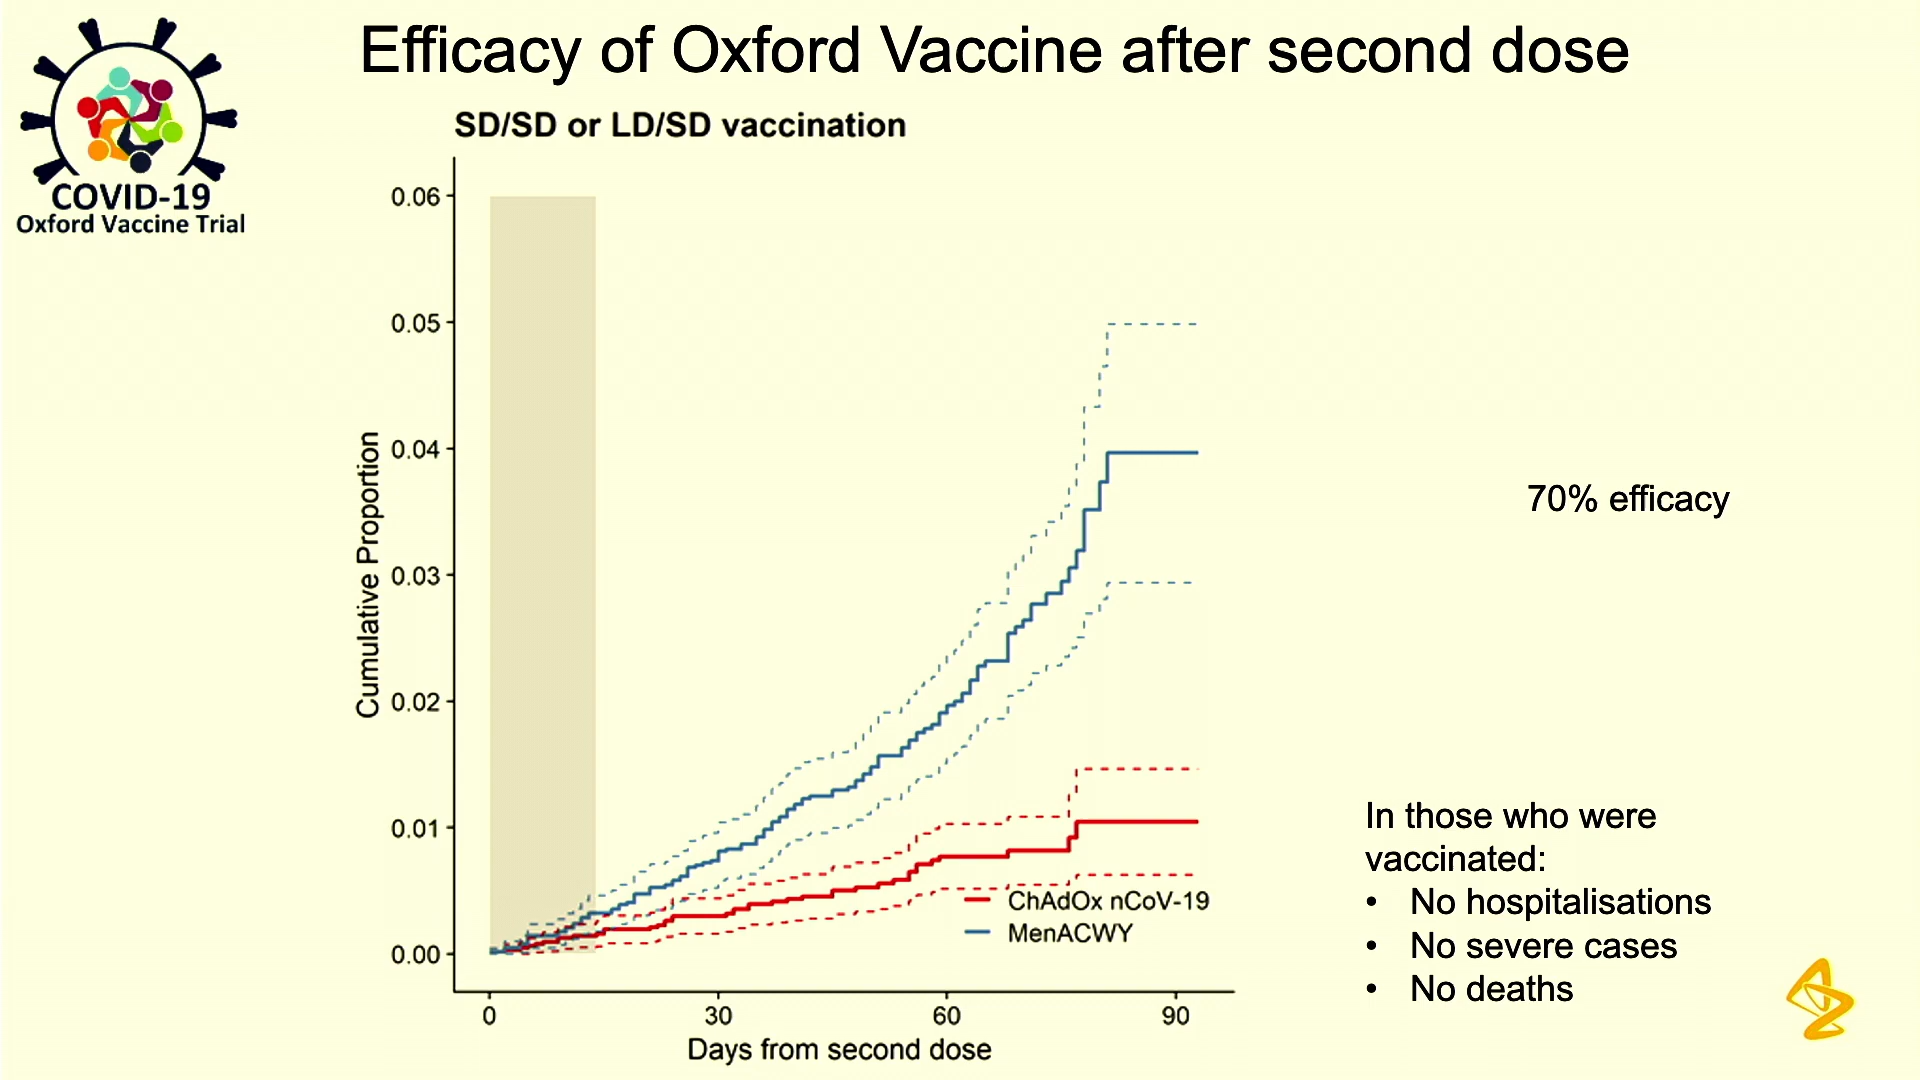 Efficacy of Oxford Vaccine after second dose
COVID-19
Oxford Vaccine Trial
SD/SD or LD/SD vaccination
Cumulative Proportion
0.06
0.05
0.04
0.03
0.02
0.01
0.00
ChAdOx nCoV-19
MenACWY
0 30 60 90
Days from second dose
70% efficacy
In those who were
vaccinated:
• No hospitalisations
• No severe cases
• No deaths